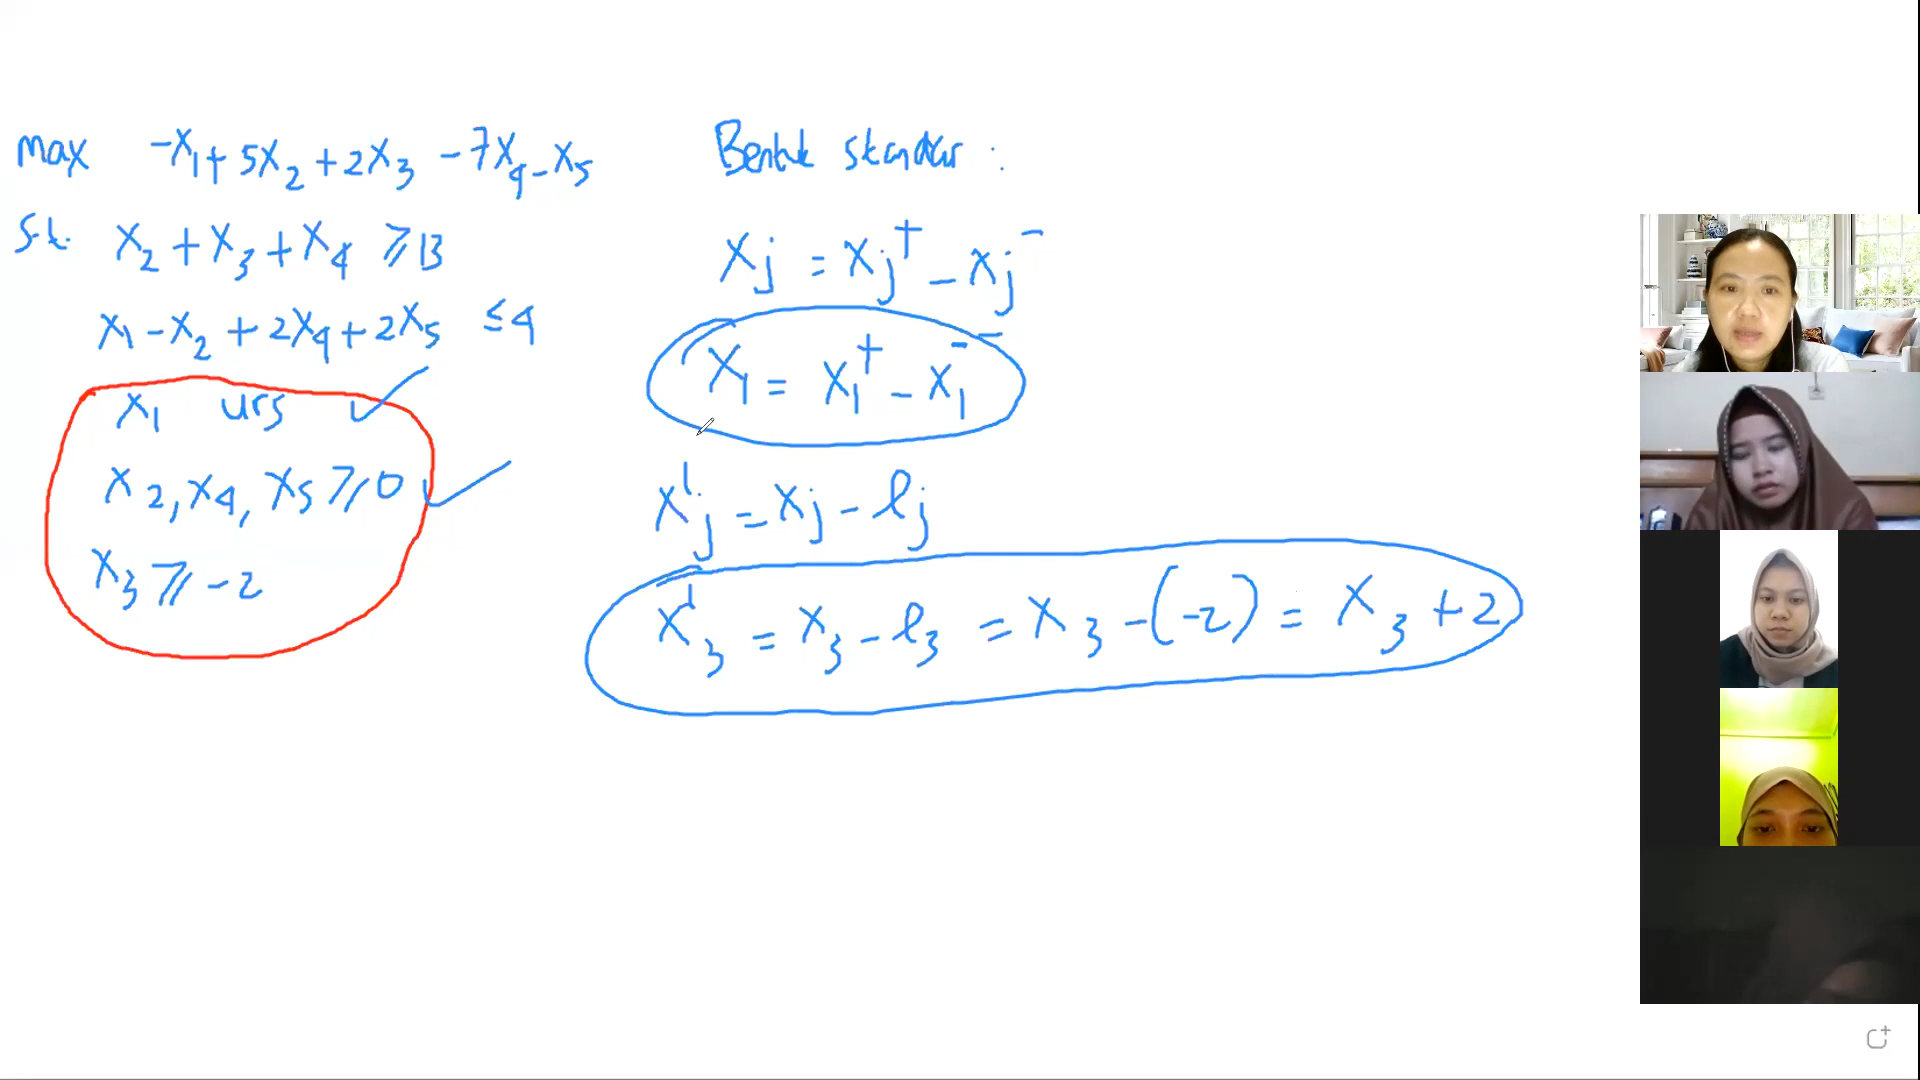 max -x₁ + 5x₂ + 2x₃ - 7x₄ - x₅
s.t. x₂ + x₃ + x₄ ≥ 13
x₁ - x₂ + 2x₄ + 2x₅ ≤ 4
x₁ urs ✓
x₂, x₄, x₅ ≥ 0 ✓
x₃ ≥ -2
Bentuk standar :
xⱼ = xⱼ⁺ - xⱼ⁻
x₁ = x₁⁺ - x₁⁻
x'ⱼ = xⱼ - ℓⱼ
x'₃ = x₃ - ℓ₃ = x₃ - (-2) = x₃ + 2